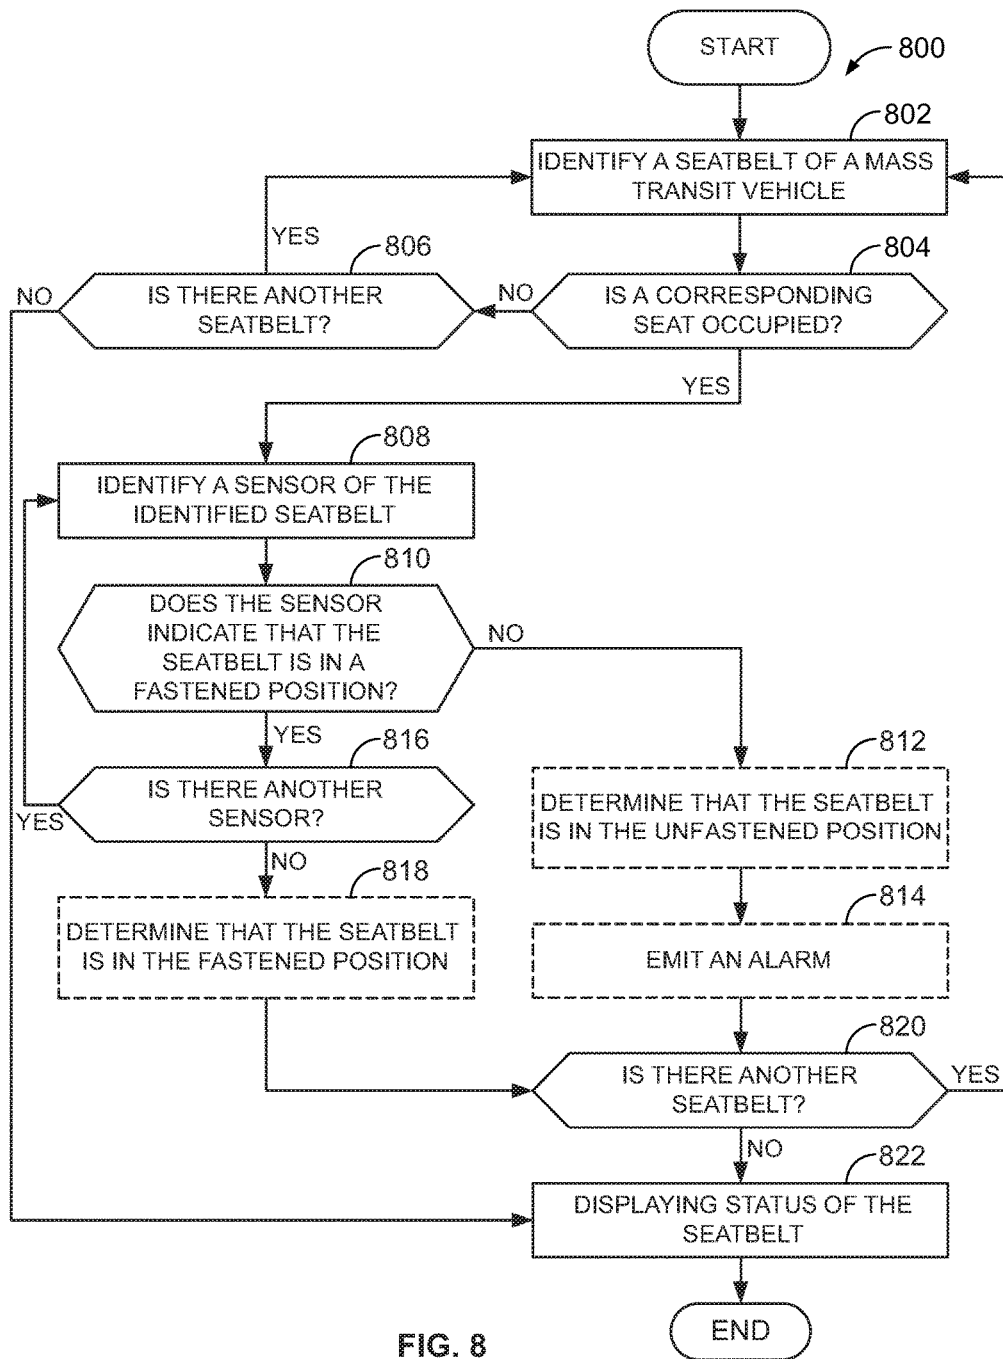 START
800
802
IDENTIFY A SEATBELT OF A MASS
TRANSIT VEHICLE
YES
806
804
NO
IS THERE ANOTHER
SEATBELT?
NO
IS A CORRESPONDING
SEAT OCCUPIED?
YES
808
IDENTIFY A SENSOR OF THE
IDENTIFIED SEATBELT
810
DOES THE SENSOR
INDICATE THAT THE
SEATBELT IS IN A
FASTENED POSITION?
NO
YES
816
812
IS THERE ANOTHER
SENSOR?
YES
DETERMINE THAT THE SEATBELT
IS IN THE UNFASTENED POSITION
NO
818
814
DETERMINE THAT THE SEATBELT
IS IN THE FASTENED POSITION
EMIT AN ALARM
820
IS THERE ANOTHER
SEATBELT?
YES
NO
822
DISPLAYING STATUS OF THE
SEATBELT
END
FIG. 8